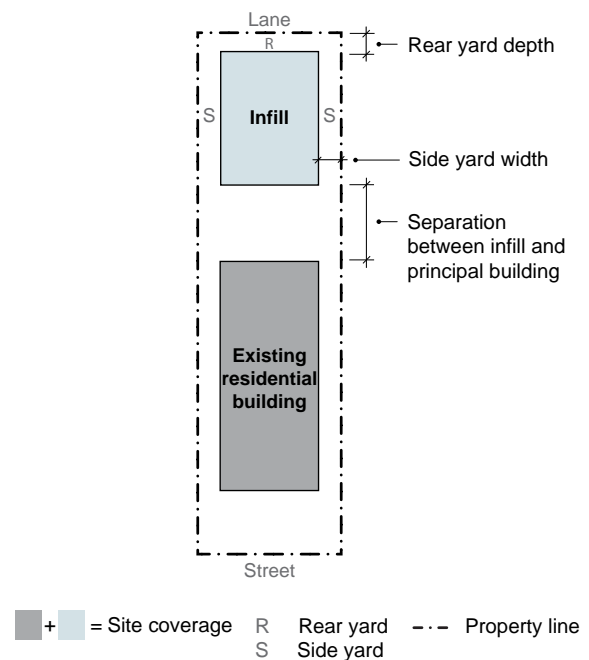 Lane
R
Rear yard depth
S
Infill
S
Side yard width
Separation
between infill and
principal building
Existing
residential
building
Street
+ = Site coverage
R Rear yard
S Side yard
Property line